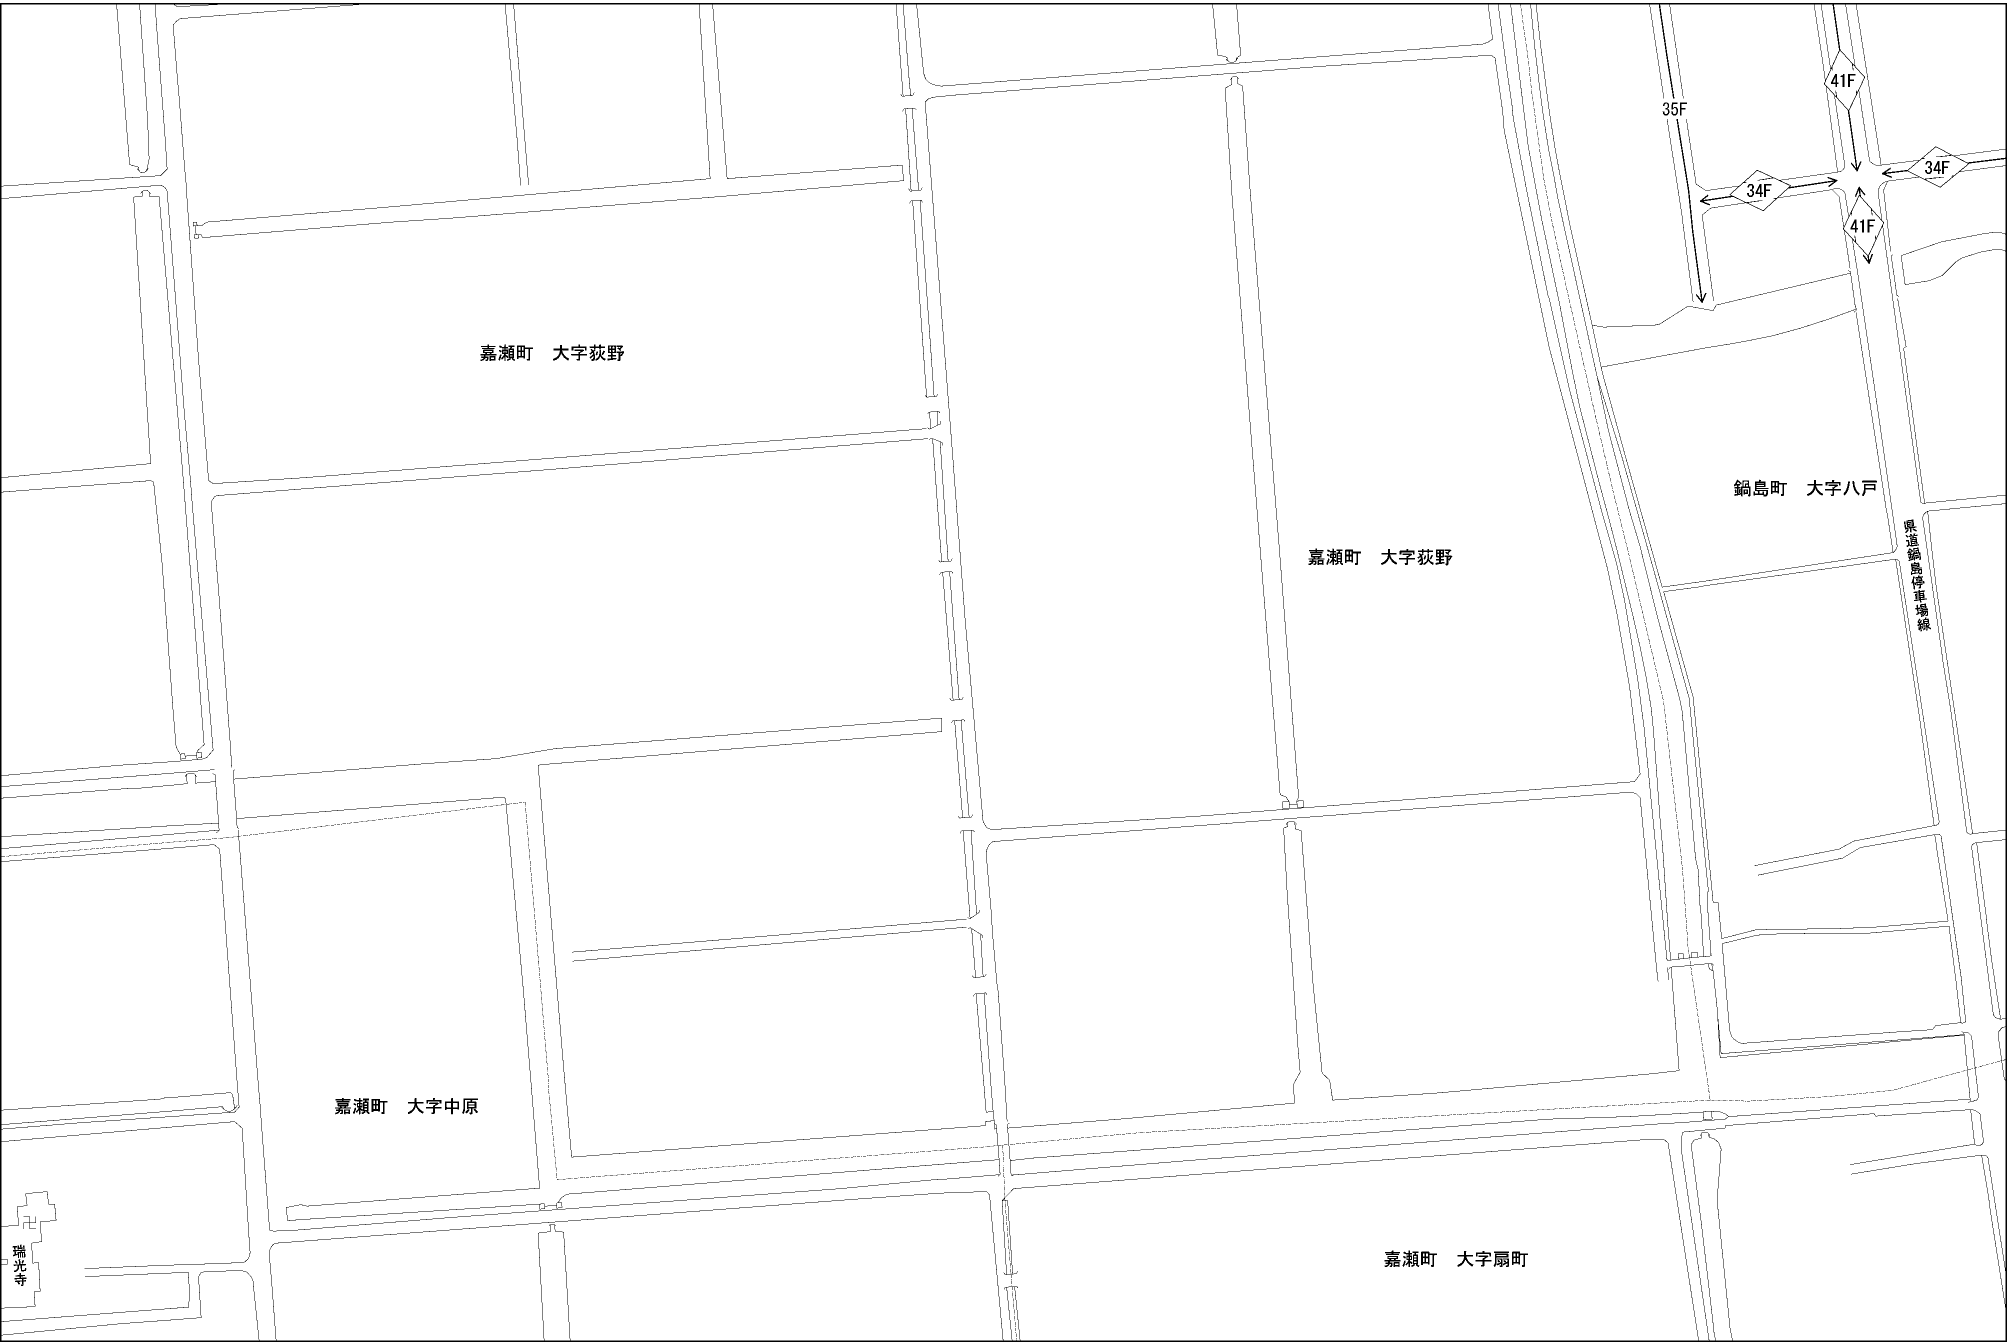 41F
35F
34F
34F
41F
嘉瀬町　大字荻野
鍋島町　大字八戸
県道鍋島停車場線
嘉瀬町　大字荻野
嘉瀬町　大字中原
瑞光寺
嘉瀬町　大字扇町